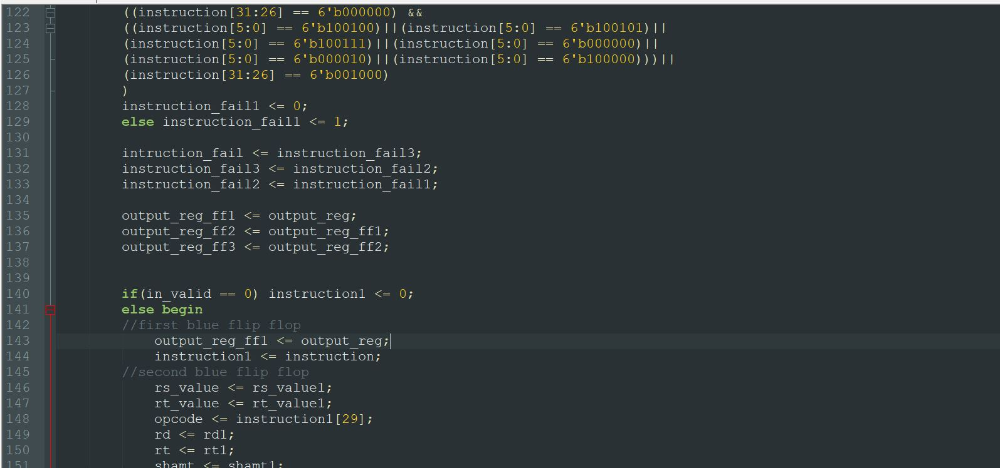 122 ((instruction[31:26] == 6'b000000) &&
123 ((instruction[5:0] == 6'b100100)||(instruction[5:0] == 6'b100101)||
124 (instruction[5:0] == 6'b100111)||(instruction[5:0] == 6'b000000)||
125 (instruction[5:0] == 6'b000010)||(instruction[5:0] == 6'b100000)))||
126 (instruction[31:26] == 6'b001000)
127 )
128 instruction_fail1 <= 0;
129 else instruction_fail1 <= 1;
130
131 intruction_fail <= instruction_fail3;
132 instruction_fail3 <= instruction_fail2;
133 instruction_fail2 <= instruction_fail1;
134
135 output_reg_ff1 <= output_reg;
136 output_reg_ff2 <= output_reg_ff1;
137 output_reg_ff3 <= output_reg_ff2;
138
139
140 if(in_valid == 0) instruction1 <= 0;
141 else begin
142 //first blue flip flop
143 output_reg_ff1 <= output_reg;
144 instruction1 <= instruction;
145 //second blue flip flop
146 rs_value <= rs_value1;
147 rt_value <= rt_value1;
148 opcode <= instruction1[29];
149 rd <= rd1;
150 rt <= rt1;
151 shamt <= shamt1;